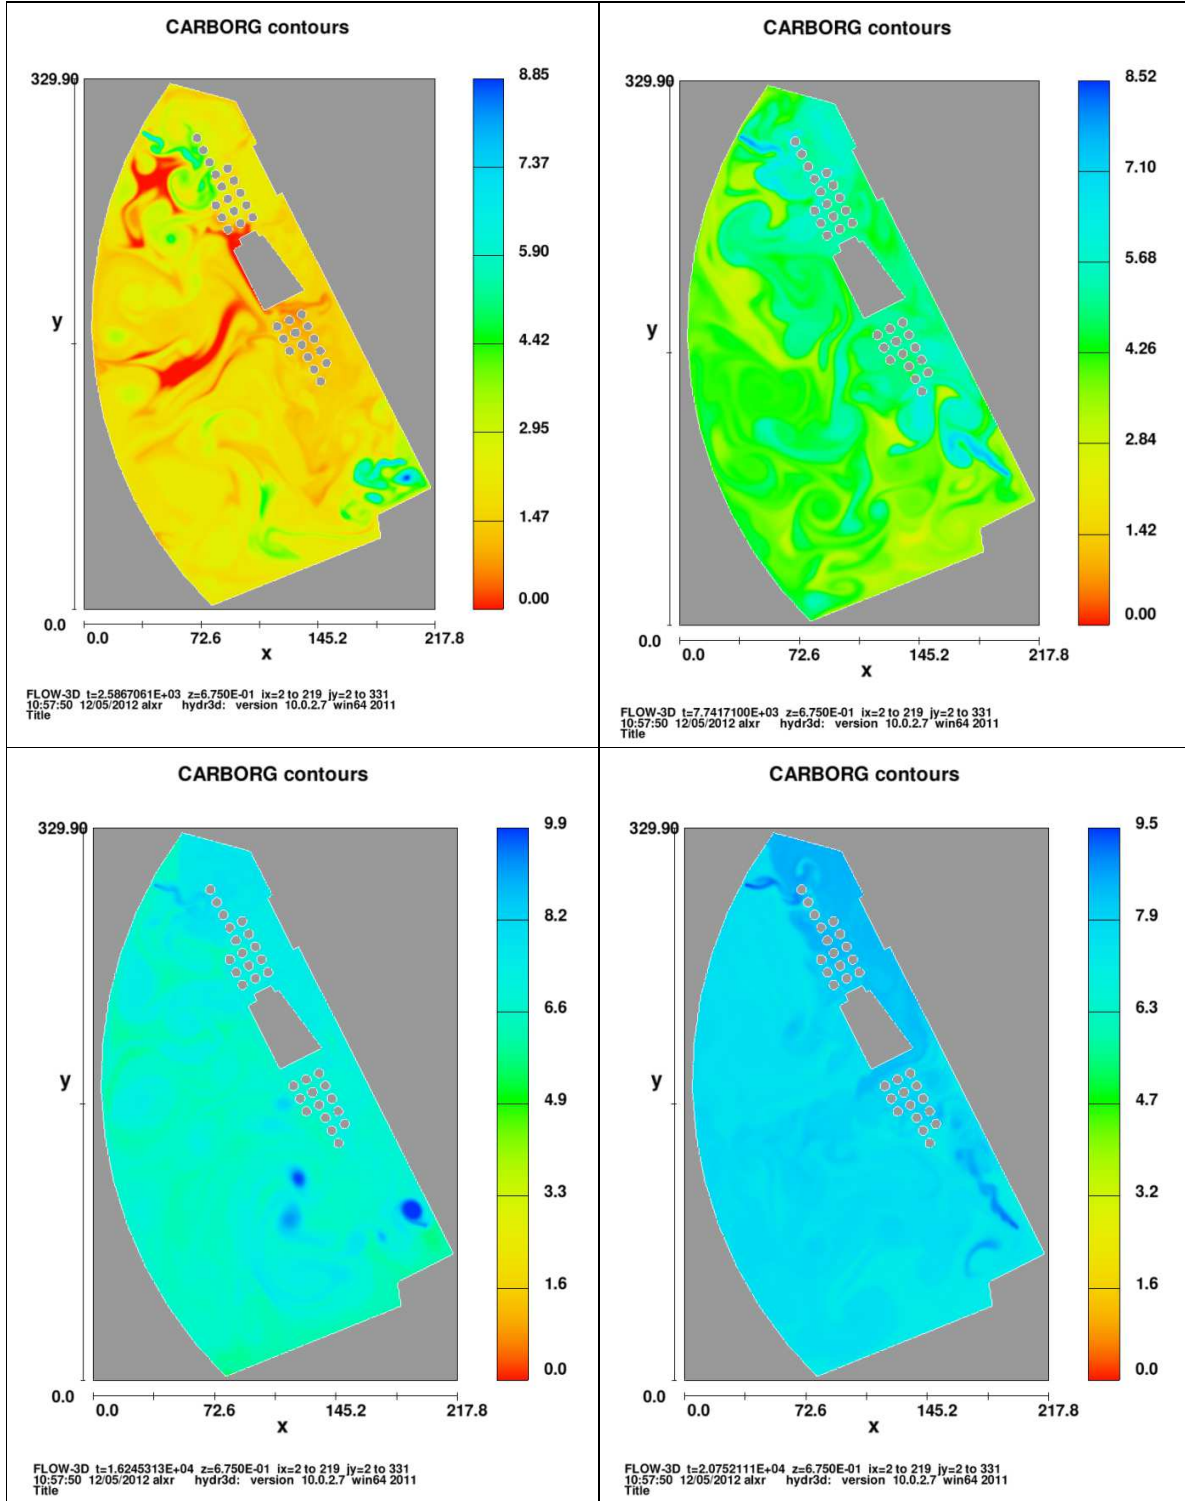 CARBORG contours
329.90
8.85
7.37
5.90
y
4.42
2.95
1.47
0.00
0.0
0.0 72.6 145.2 217.8
x
FLOW-3D t=2.5867061E+03 z=6.750E-01 ix=2 to 219 jy=2 to 331
10:57:50 12/05/2012 alxr hydr3d: version 10.0.2.7 win64 2011
Title
CARBORG contours
329.90
8.52
7.10
5.68
y
4.26
2.84
1.42
0.00
0.0
0.0 72.6 145.2 217.8
x
FLOW-3D t=7.7417100E+03 z=6.750E-01 ix=2 to 219 jy=2 to 331
10:57:50 12/05/2012 alxr hydr3d: version 10.0.2.7 win64 2011
Title
CARBORG contours
329.90
9.9
8.2
6.6
y
4.9
3.3
1.6
0.0
0.0
0.0 72.6 145.2 217.8
x
FLOW-3D t=1.6245313E+04 z=6.750E-01 ix=2 to 219 jy=2 to 331
10:57:50 12/05/2012 alxr hydr3d: version 10.0.2.7 win64 2011
Title
CARBORG contours
329.90
9.5
7.9
6.3
y
4.7
3.2
1.6
0.0
0.0
0.0 72.6 145.2 217.8
x
FLOW-3D t=2.0752111E+04 z=6.750E-01 ix=2 to 219 jy=2 to 331
10:57:50 12/05/2012 alxr hydr3d: version 10.0.2.7 win64 2011
Title